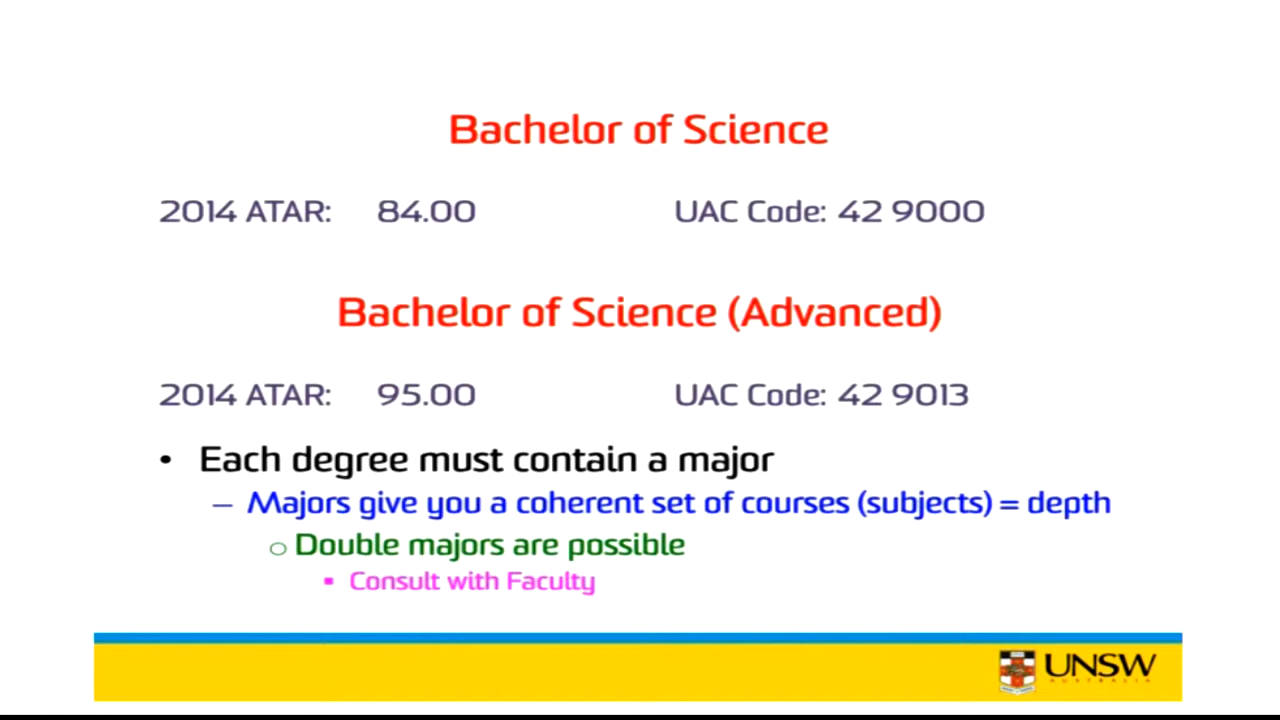 Bachelor of Science
2014 ATAR: 84.00 UAC Code: 42 9000
Bachelor of Science (Advanced)
2014 ATAR: 95.00 UAC Code: 42 9013
• Each degree must contain a major
– Majors give you a coherent set of courses (subjects) = depth
○ Double majors are possible
▪ Consult with Faculty
UNSW
AUSTRALIA